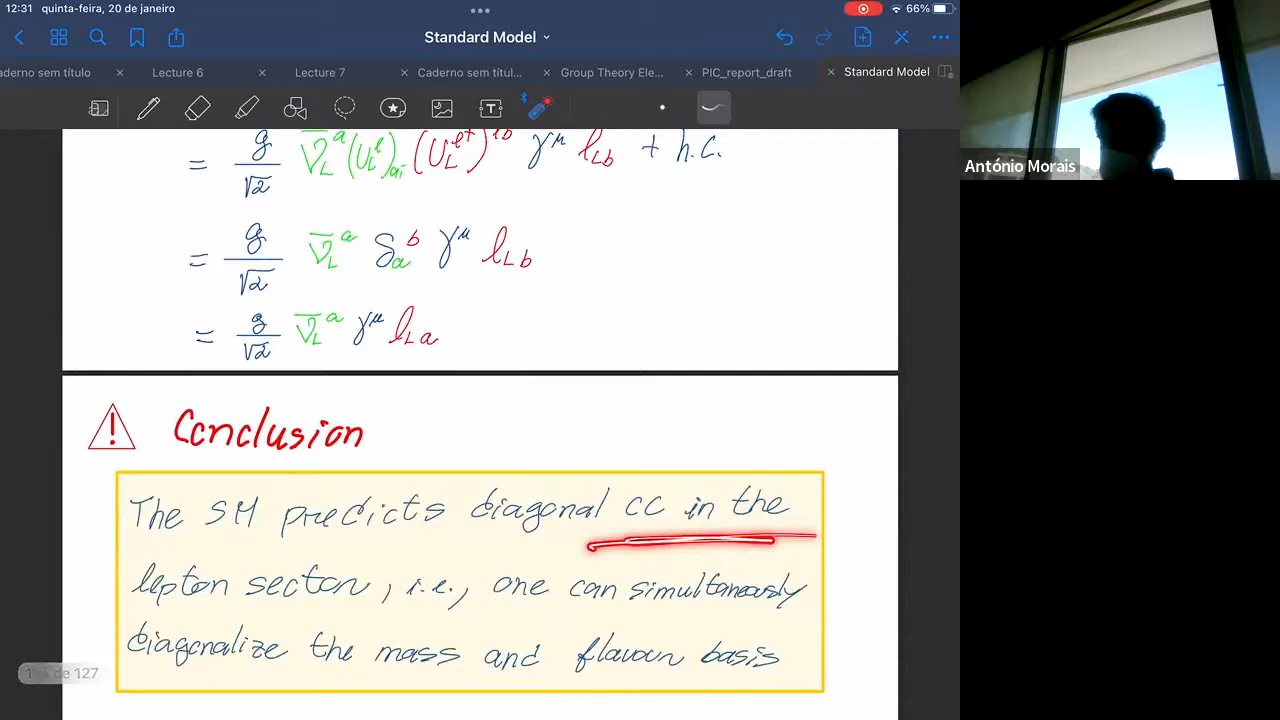 12:31 quinta-feira, 20 de janeiro
66%
Standard Model
aderno sem título
Lecture 6
Lecture 7
Caderno sem títul...
Group Theory Ele...
PIC_report_draft
Standard Model
António Morais
= g/√2 ν̄_L^a (U_L^ℓ)_ai (U_L^ℓ†)^ib γ^μ ℓ_Lb + h.c.
= g/√2 ν̄_L^a δ_a^b γ^μ ℓ_Lb
= g/√2 ν̄_L^a γ^μ ℓ_La
Conclusion
The SM predicts diagonal CC in the
lepton sector, i.e., one can simultaneously
diagonalize the mass and flavour basis
de 127